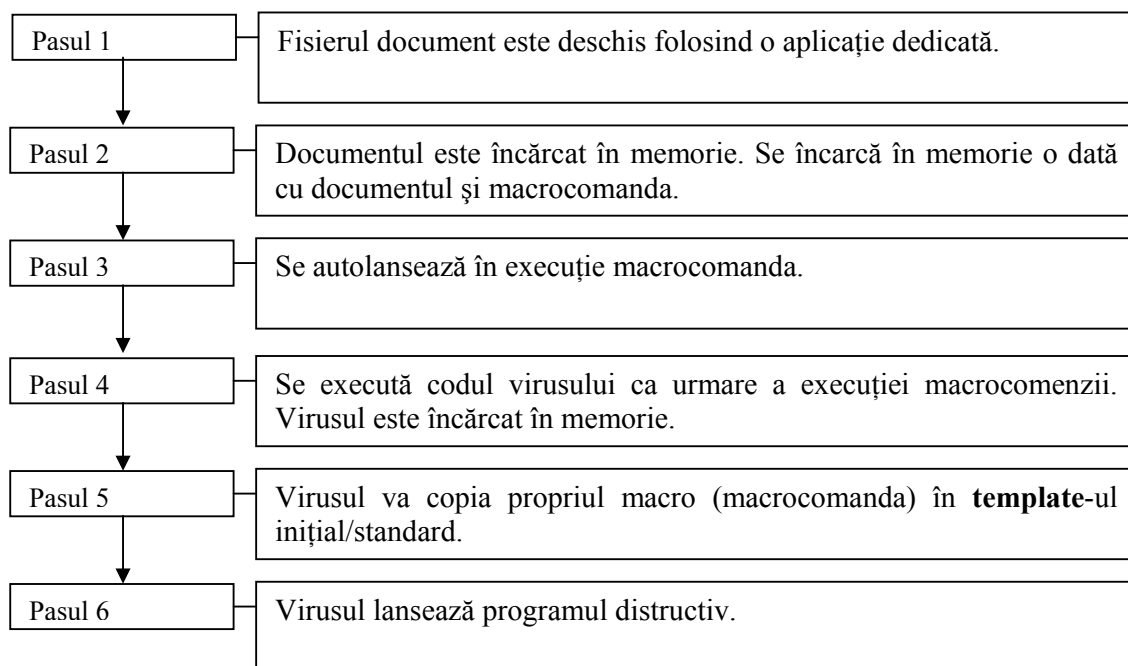 Pasul 1
Fisierul document este deschis folosind o aplicație dedicată.
Pasul 2
Documentul este încărcat în memorie. Se încarcă în memorie o dată
cu documentul şi macrocomanda.
Pasul 3
Se autolansează în execuție macrocomanda.
Pasul 4
Se execută codul virusului ca urmare a execuției macrocomenzii.
Virusul este încărcat în memorie.
Pasul 5
Virusul va copia propriul macro (macrocomanda) în template-ul
inițial/standard.
Pasul 6
Virusul lansează programul distructiv.